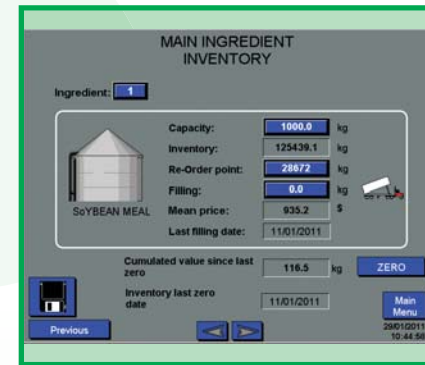 MAIN INGREDIENT
INVENTORY
Ingredient: 1
Capacity: 1000.0 kg
Inventory: 125439.1 kg
Re-Order point: 28672 kg
Filling: 0.0 kg
SoYBEAN MEAL
Mean price: 935.2 $
Last filling date: 11/01/2011
Cumulated value since last
zero 116.5 kg ZERO
Inventory last zero
date 11/01/2011
Main
Menu
Previous
29/01/2011
10:44:58